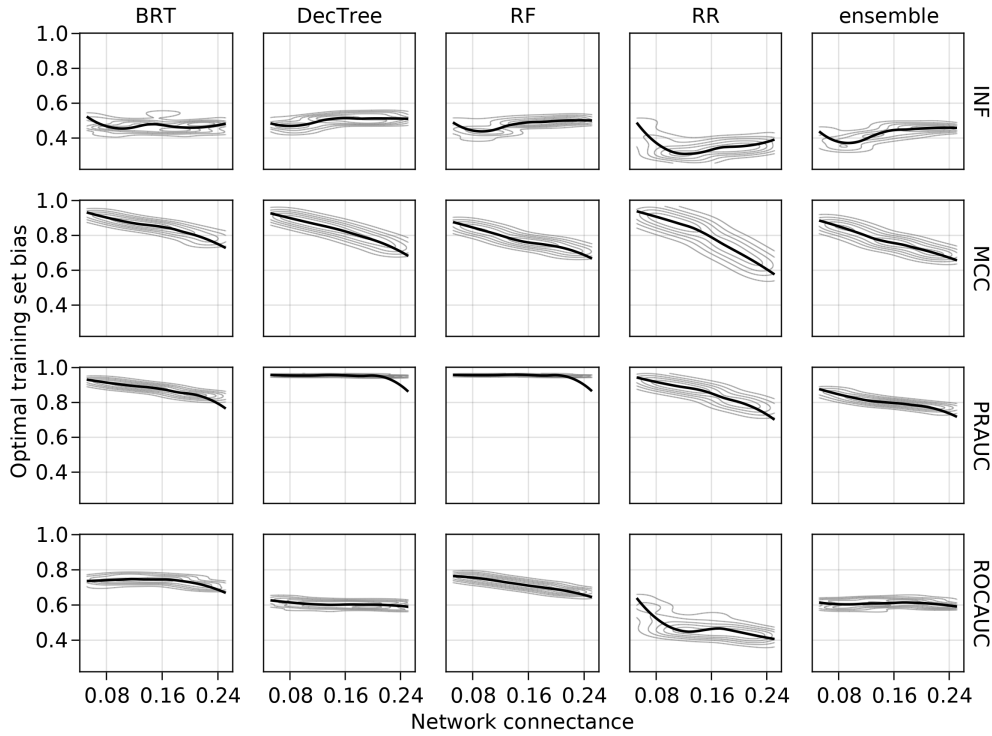 BRT DecTree RF RR ensemble
1.0
0.8
0.6
0.4
INF
1.0
0.8
0.6
0.4
MCC
Optimal training set bias
1.0
0.8
0.6
0.4
PRAUC
1.0
0.8
0.6
0.4
ROCAUC
0.08 0.16 0.24 0.08 0.16 0.24 0.08 0.16 0.24 0.08 0.16 0.24 0.08 0.16 0.24
Network connectance